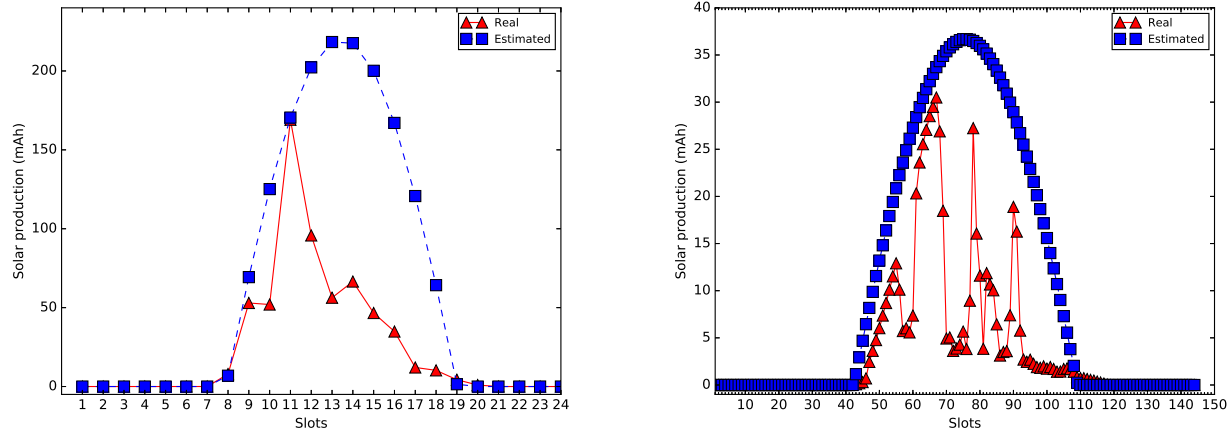 Real
Estimated
200
150
100
50
0
Solar production (mAh)
1 2 3 4 5 6 7 8 9 10 11 12 13 14 15 16 17 18 19 20 21 22 23 24
Slots
Real
Estimated
40
35
30
25
20
15
10
5
0
Solar production (mAh)
10 20 30 40 50 60 70 80 90 100 110 120 130 140 150
Slots